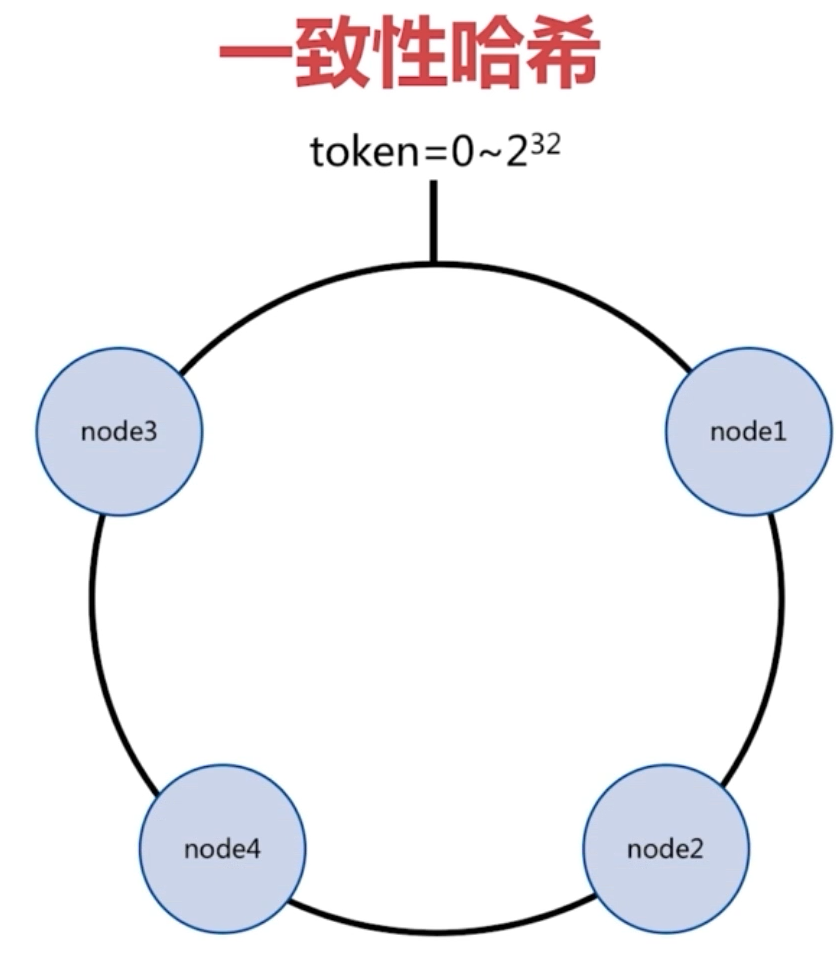 一致性哈希
token=0~2³²
node3
node1
node4
node2